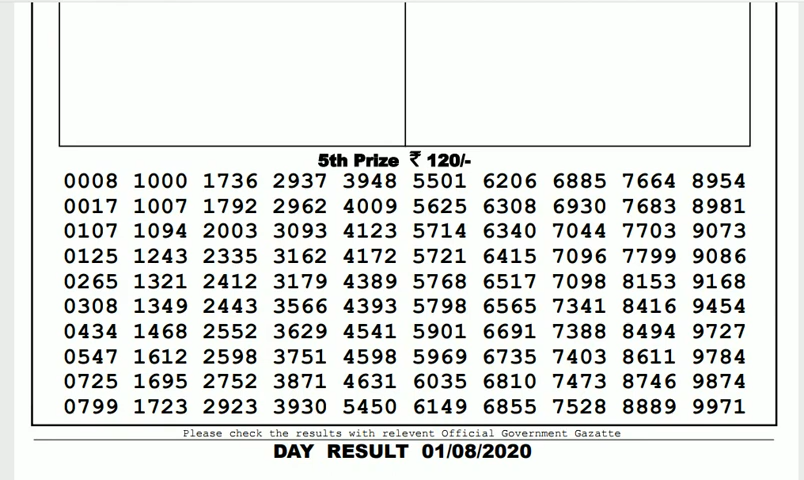 5th Prize ₹ 120/-
0008 1000 1736 2937 3948 5501 6206 6885 7664 8954
0017 1007 1792 2962 4009 5625 6308 6930 7683 8981
0107 1094 2003 3093 4123 5714 6340 7044 7703 9073
0125 1243 2335 3162 4172 5721 6415 7096 7799 9086
0265 1321 2412 3179 4389 5768 6517 7098 8153 9168
0308 1349 2443 3566 4393 5798 6565 7341 8416 9454
0434 1468 2552 3629 4541 5901 6691 7388 8494 9727
0547 1612 2598 3751 4598 5969 6735 7403 8611 9784
0725 1695 2752 3871 4631 6035 6810 7473 8746 9874
0799 1723 2923 3930 5450 6149 6855 7528 8889 9971
Please check the results with relevent Official Government Gazatte
DAY RESULT 01/08/2020